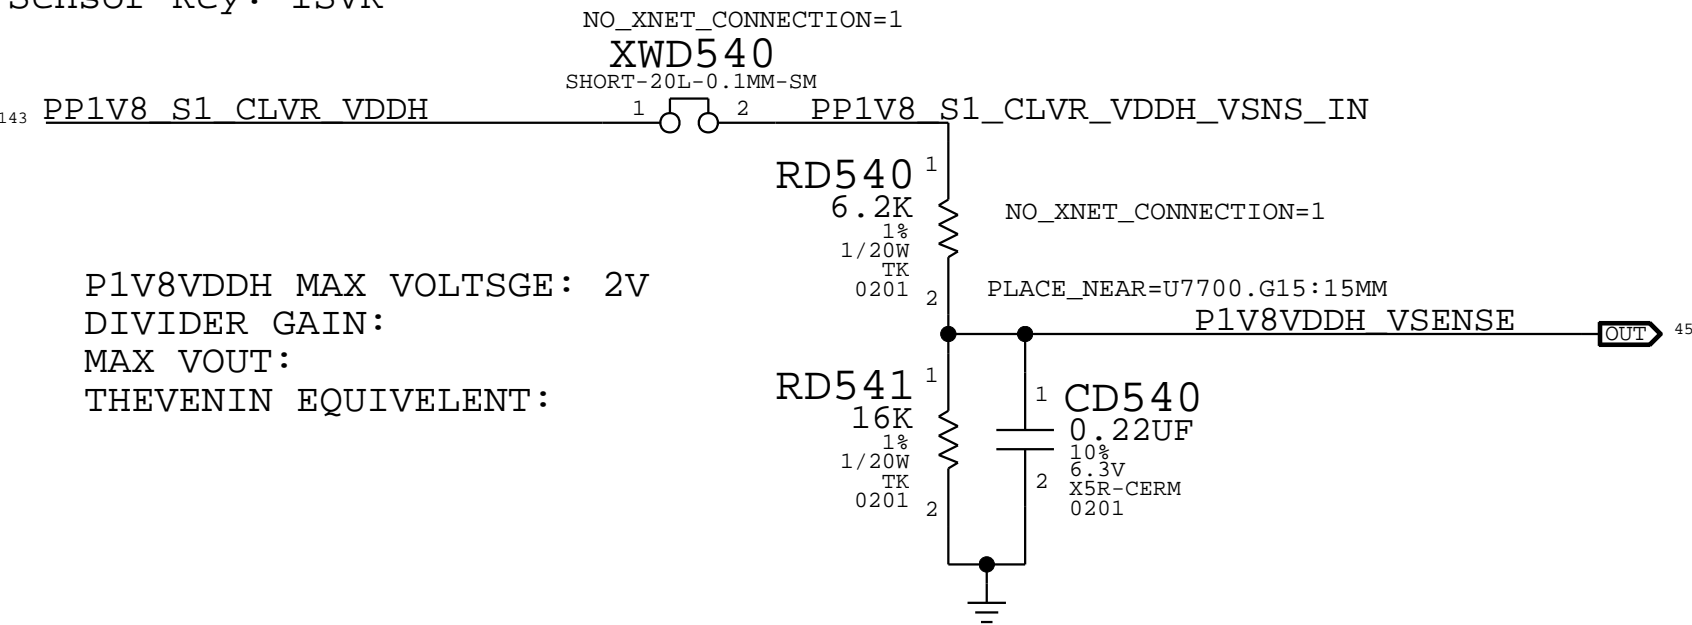 NO_XNET_CONNECTION=1
XWD540
SHORT-20L-0.1MM-SM
143 PP1V8_S1_CLVR_VDDH 1 2 PP1V8_S1_CLVR_VDDH_VSNS_IN
RD540 1
6.2K
NO_XNET_CONNECTION=1
1%
1/20W
TK
0201 2
PLACE_NEAR=U7700.G15:15MM
P1V8VDDH_VSENSE OUT 45
P1V8VDDH MAX VOLTSGE: 2V
DIVIDER GAIN:
MAX VOUT:
THEVENIN EQUIVELENT:
RD541 1
16K
1%
1/20W
TK
0201 2
1 CD540
0.22UF
10%
6.3V
2 X5R-CERM
0201